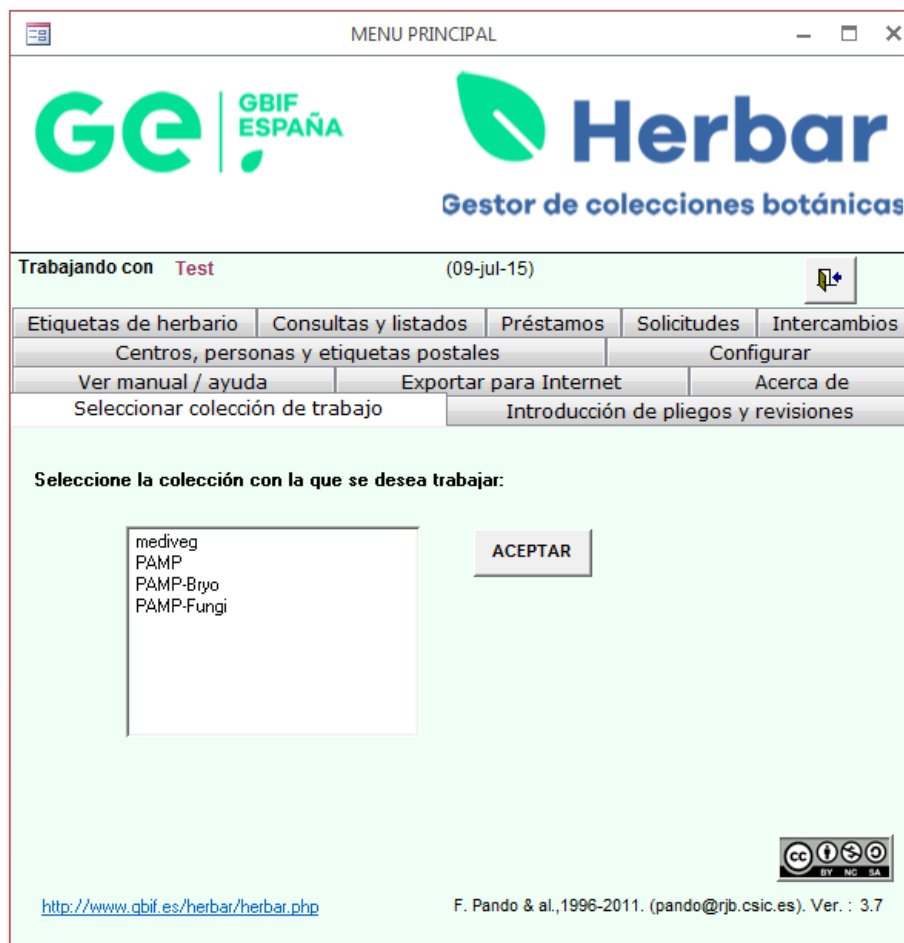 MENU PRINCIPAL
Ge GBIF
ESPAÑA
Herbar
Gestor de colecciones botánicas
Trabajando con Test (09-jul-15)
Etiquetas de herbario Consultas y listados Préstamos Solicitudes Intercambios
Centros, personas y etiquetas postales Configurar
Ver manual / ayuda Exportar para Internet Acerca de
Seleccionar colección de trabajo Introducción de pliegos y revisiones
Seleccione la colección con la que se desea trabajar:
mediveg
PAMP
PAMP-Bryo
PAMP-Fungi
ACEPTAR
cc
BY NC SA
http://www.gbif.es/herbar/herbar.php F. Pando & al.,1996-2011. (pando@rjb.csic.es). Ver. : 3.7